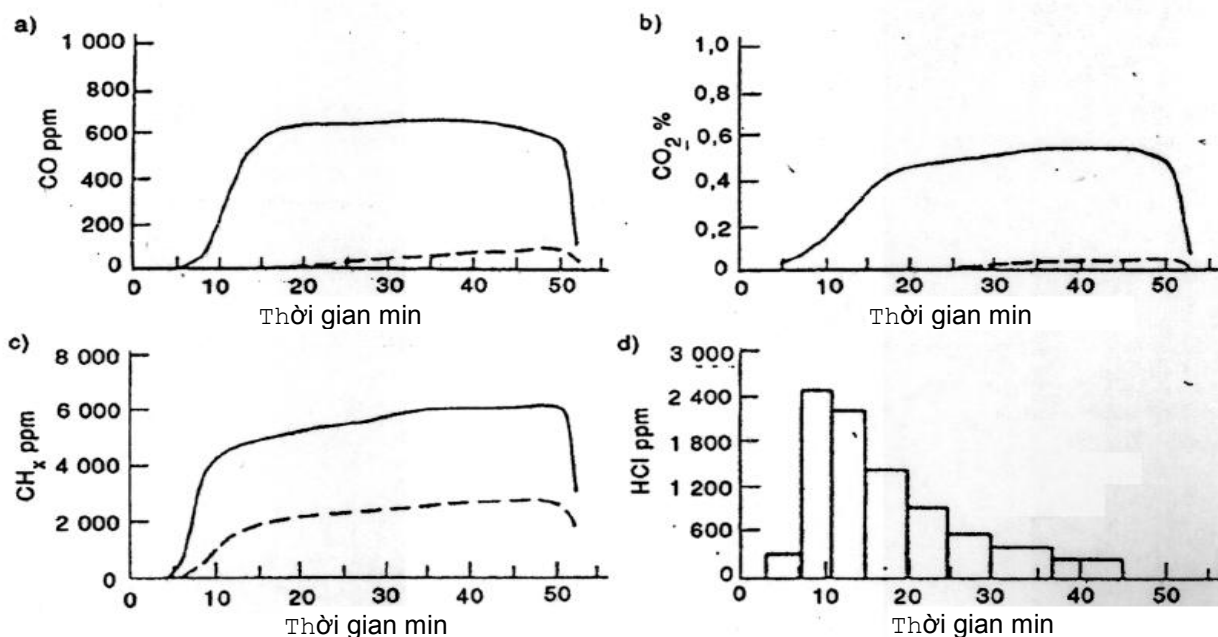 a)
1 000
800
600
400
200
0
CO ppm
0 10 20 30 40 50
Thời gian min
b)
1,0
0,8
0,6
0,4
0,2
0
CO2 %
0 10 20 30 40 50
Thời gian min
c)
8 000
6 000
4 000
2 000
0
CHx ppm
0 10 20 30 40 50
Thời gian min
d)
3 000
2 400
1 800
1 200
600
0
HCl ppm
0 10 20 30 40 50
Thời gian min